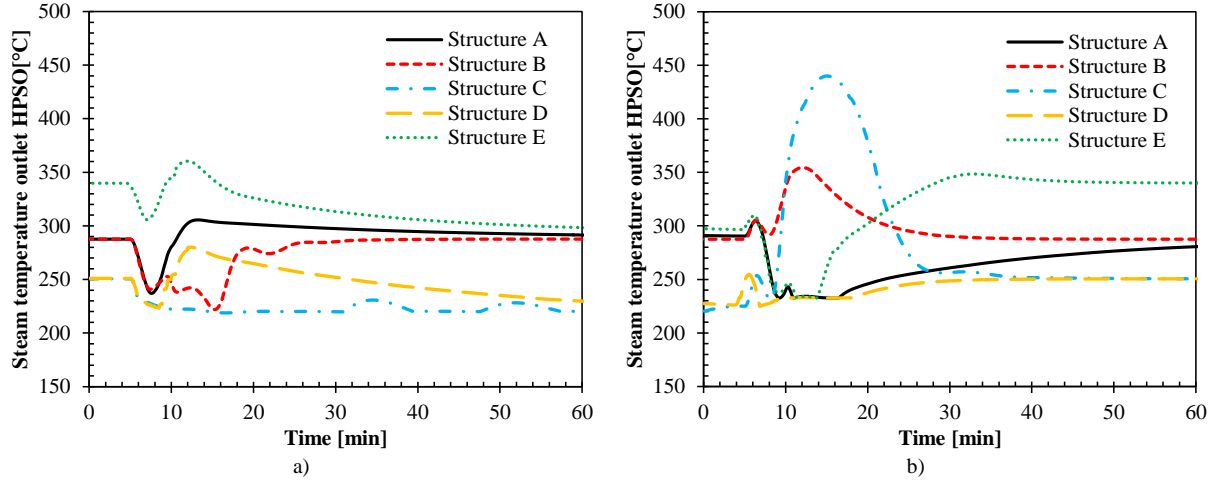 Steam temperature outlet HPSO[°C]
500
450
400
350
300
250
200
150
0
10
20
30
40
50
60
Time [min]
Structure A
Structure B
Structure C
Structure D
Structure E
a)
Steam temperature outlet HPSO[°C]
500
450
400
350
300
250
200
150
0
10
20
30
40
50
60
Time [min]
Structure A
Structure B
Structure C
Structure D
Structure E
b)